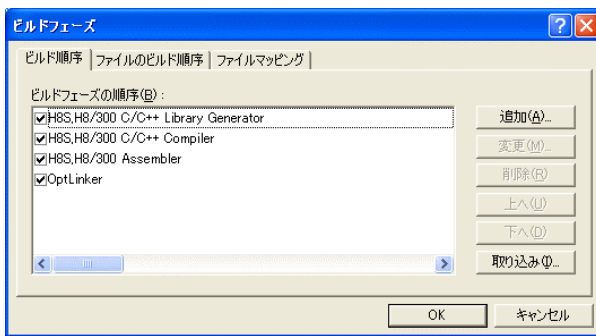 ビルドフェーズ
ビルド順序 ファイルのビルド順序 ファイルマッピング
ビルドフェーズの順序(B) :
H8S,H8/300 C/C++ Library Generator
H8S,H8/300 C/C++ Compiler
H8S,H8/300 Assembler
OptLinker
追加(A)...
変更(M)...
削除(R)
上へ(U)
下へ(D)
取り込み(I)...
OK キャンセル